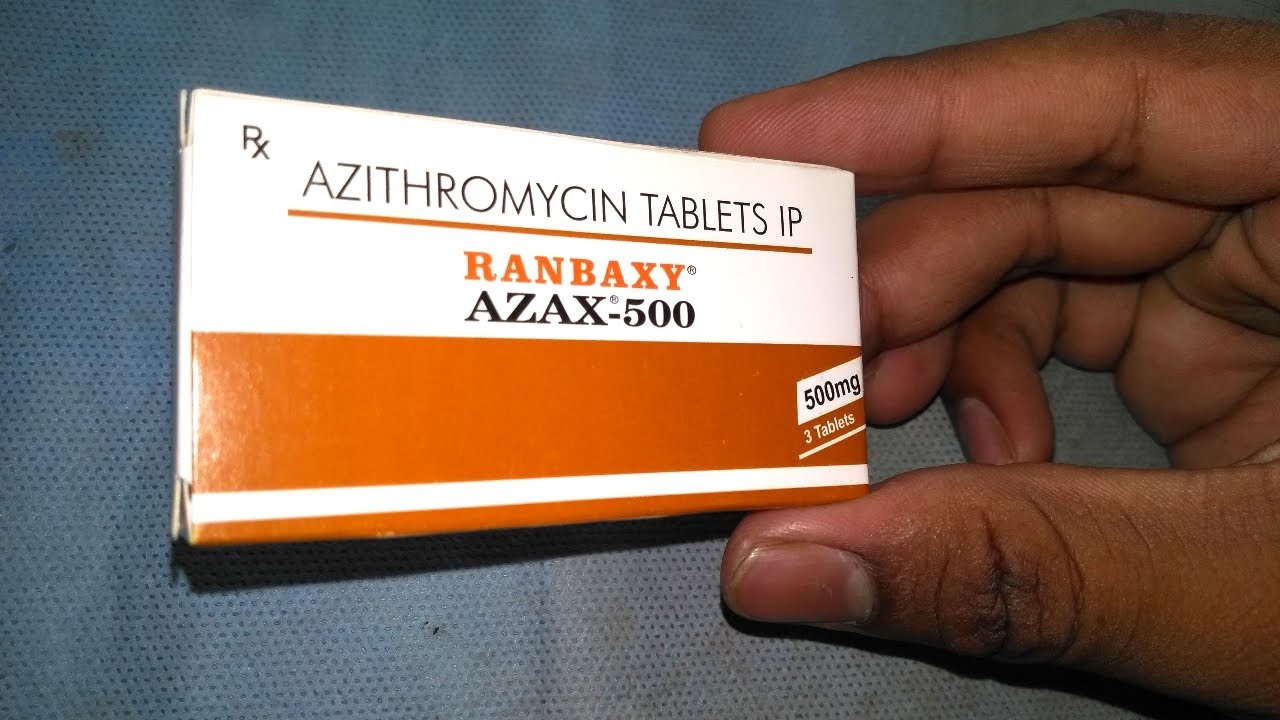 Rx
AZITHROMYCIN TABLETS IP
RANBAXY®
AZAX®-500
500mg
3 Tablets